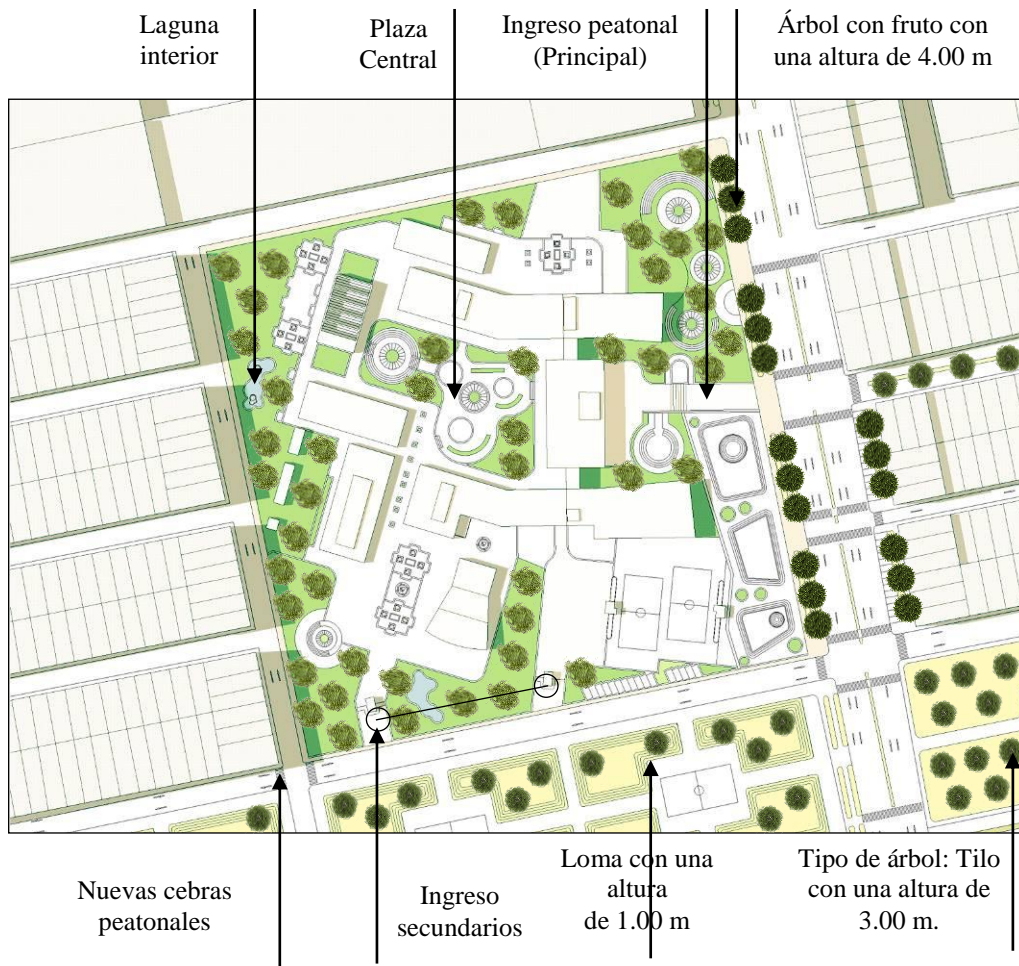 Laguna
interior
Plaza
Central
Ingreso peatonal
(Principal)
Árbol con fruto con
una altura de 4.00 m
Nuevas cebras
peatonales
Ingreso
secundarios
Loma con una
altura
de 1.00 m
Tipo de árbol: Tilo
con una altura de
3.00 m.